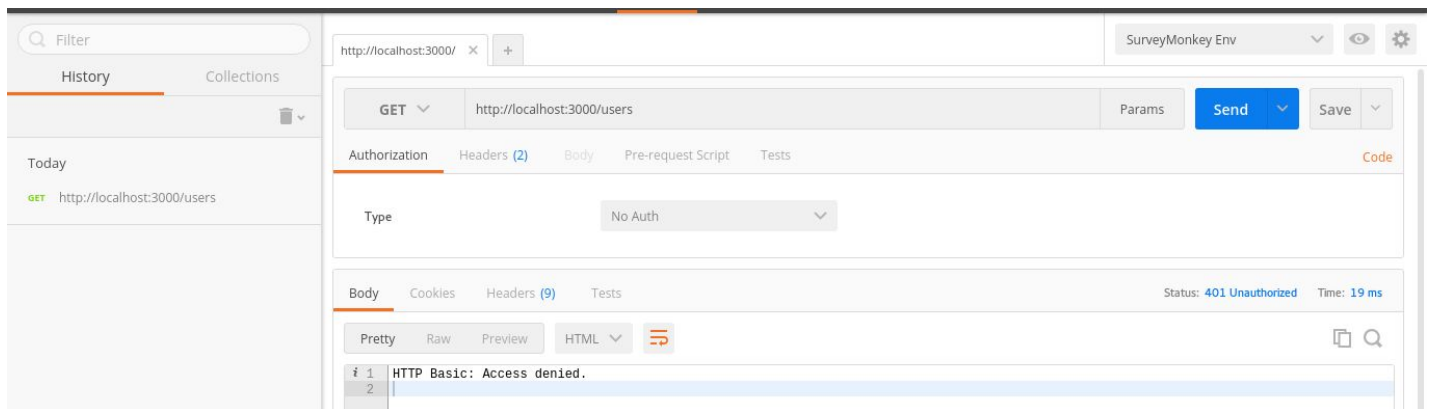 Filter
History Collections
Today
GET http://localhost:3000/users
http://localhost:3000/
SurveyMonkey Env
GET http://localhost:3000/users Params Send Save
Authorization Headers (2) Body Pre-request Script Tests Code
Type No Auth
Body Cookies Headers (9) Tests Status: 401 Unauthorized Time: 19 ms
Pretty Raw Preview HTML
i 1 HTTP Basic: Access denied.
2